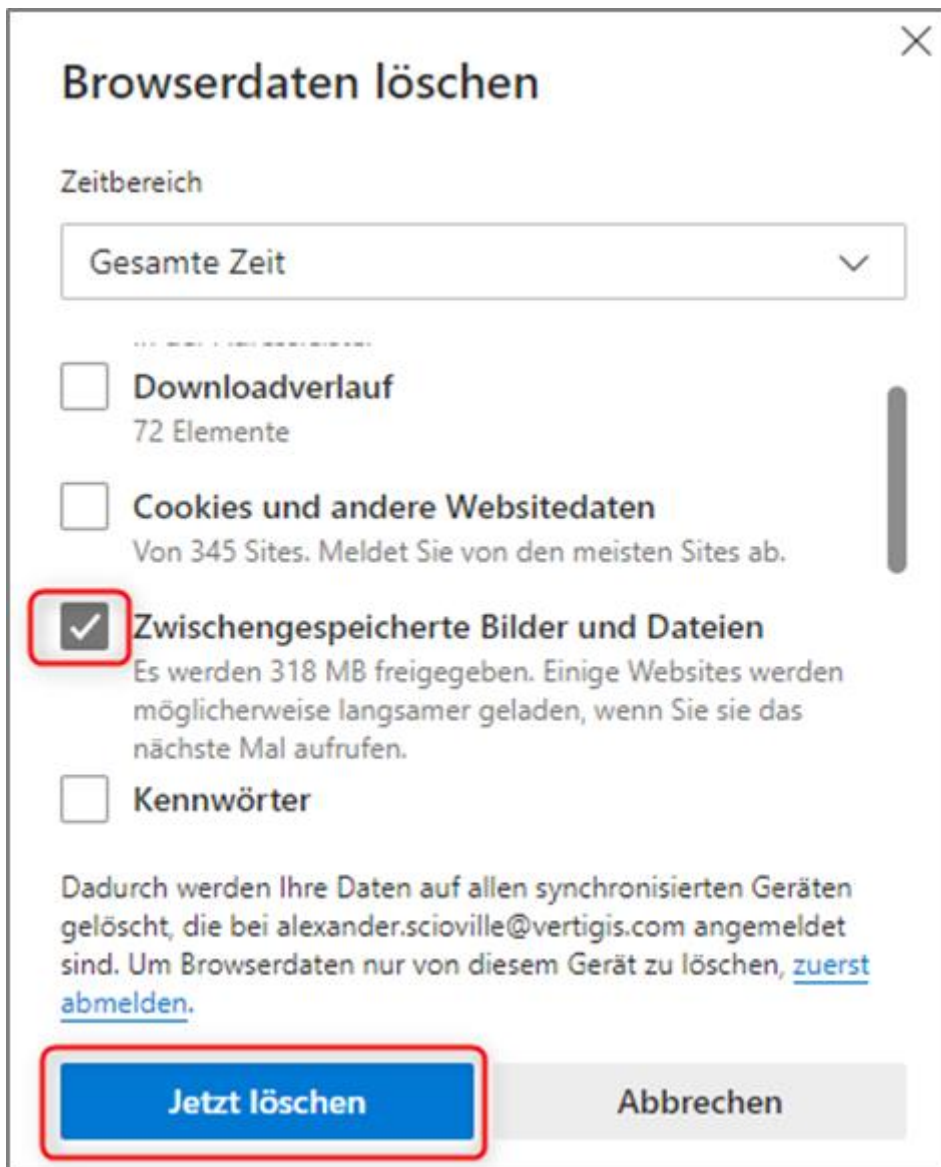 Browserdaten löschen
Zeitbereich
Gesamte Zeit
Downloadverlauf
72 Elemente
Cookies und andere Websitedaten
Von 345 Sites. Meldet Sie von den meisten Sites ab.
Zwischengespeicherte Bilder und Dateien
Es werden 318 MB freigegeben. Einige Websites werden
möglicherweise langsamer geladen, wenn Sie sie das
nächste Mal aufrufen.
Kennwörter
Dadurch werden Ihre Daten auf allen synchronisierten Geräten
gelöscht, die bei alexander.scioville@vertigis.com angemeldet
sind. Um Browserdaten nur von diesem Gerät zu löschen, zuerst
abmelden.
Jetzt löschen
Abbrechen